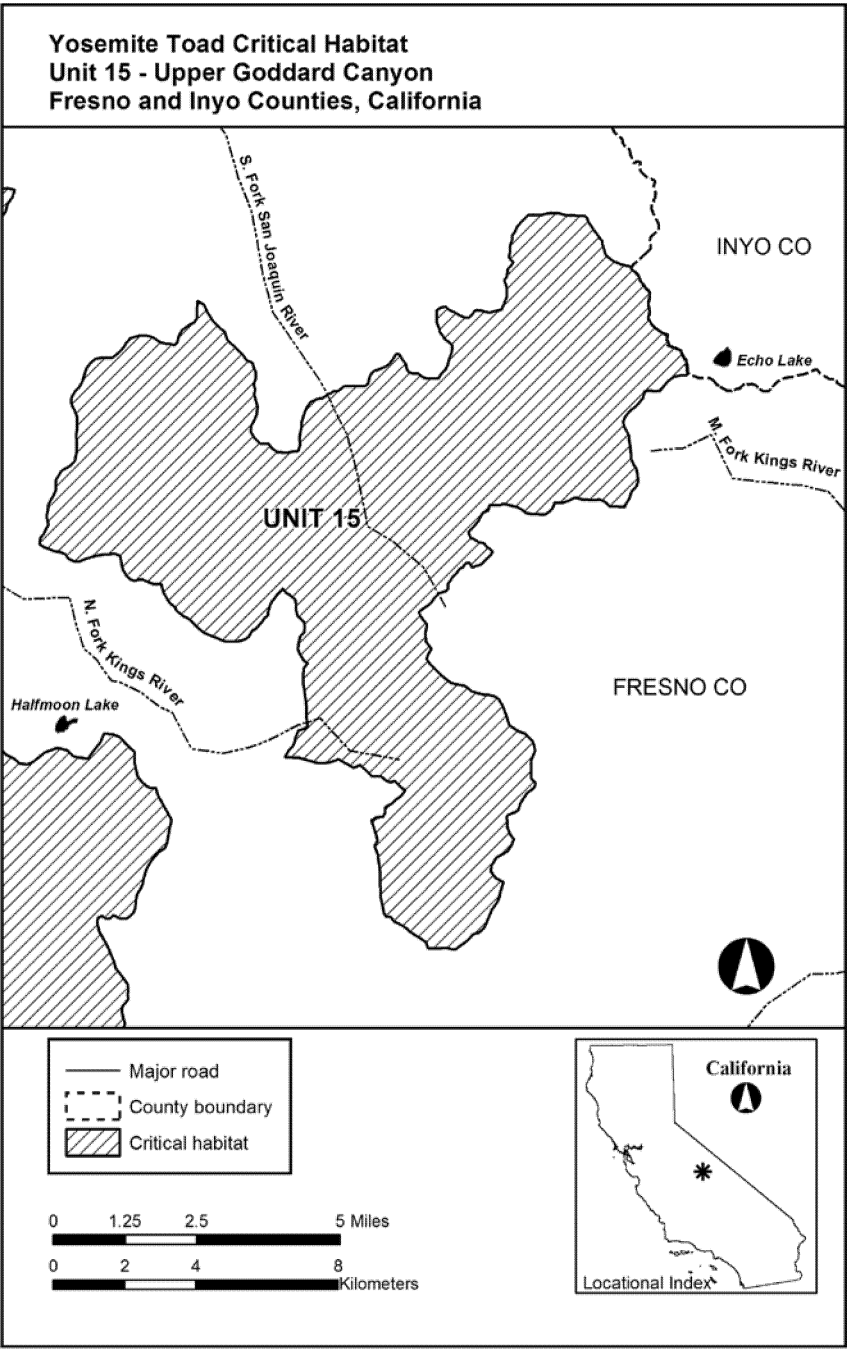 Yosemite Toad Critical Habitat
Unit 15 - Upper Goddard Canyon
Fresno and Inyo Counties, California
S. Fork San Joaquin River
INYO CO
Echo Lake
M. Fork Kings River
UNIT 15
N. Fork Kings River
FRESNO CO
Halfmoon Lake
Major road
County boundary
Critical habitat
0 1.25 2.5 5 Miles
0 2 4 8 Kilometers
California
Locational Index